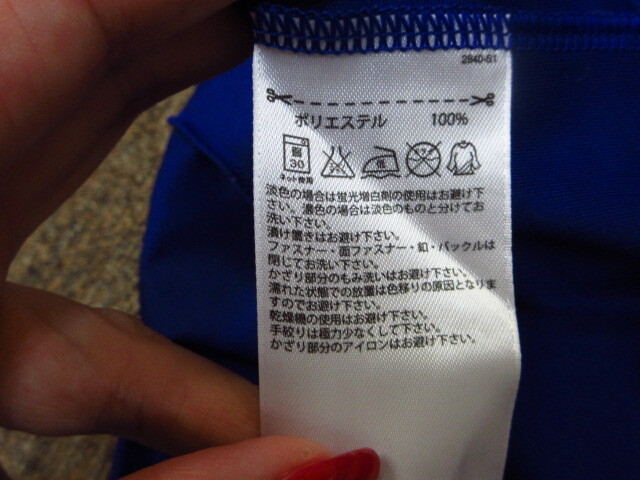 2840-S1
ポリエステル 100%
弱
30
ネット使用
低
淡色の場合は蛍光増白剤の使用はお避け下
さい。濃色の場合は淡色のものと分けてお
洗い下さい。
漬け置きはお避け下さい。
ファスナー・面ファスナー・釦・バックルは
閉じてお洗い下さい。
かざり部分のもみ洗いはお避け下さい。
濡れた状態での放置は色移りの原因となりま
すのでお避け下さい。
乾燥機の使用はお避け下さい。
手絞りは極力少なくして下さい。
かざり部分のアイロンはお避け下さい。